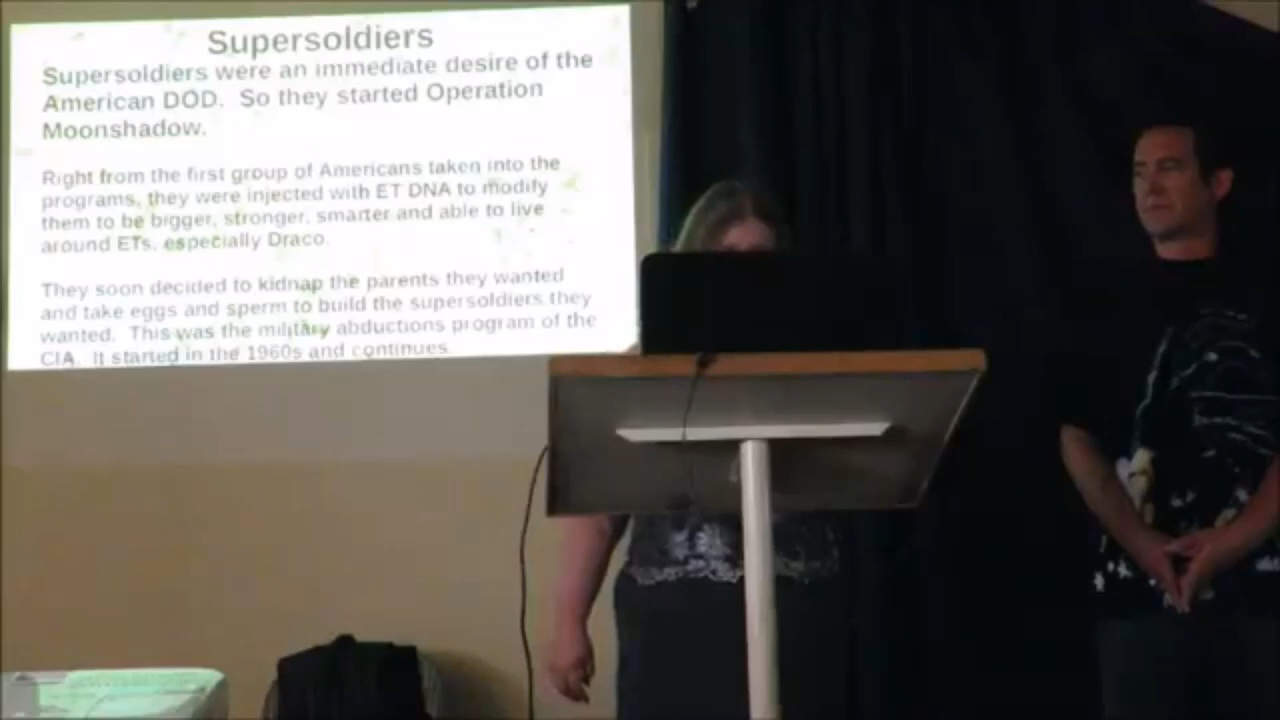 Supersoldiers
Supersoldiers were an immediate desire of the
American DOD. So they started Operation
Moonshadow.
Right from the first group of Americans taken into the
programs, they were injected with ET DNA to modify
them to be bigger, stronger, smarter and able to live
around ETs, especially Draco.
They soon decided to kidnap the parents they wanted
and take eggs and sperm to build the supersoldiers they
wanted. This was the military abductions program of the
CIA. It started in the 1960s and continues